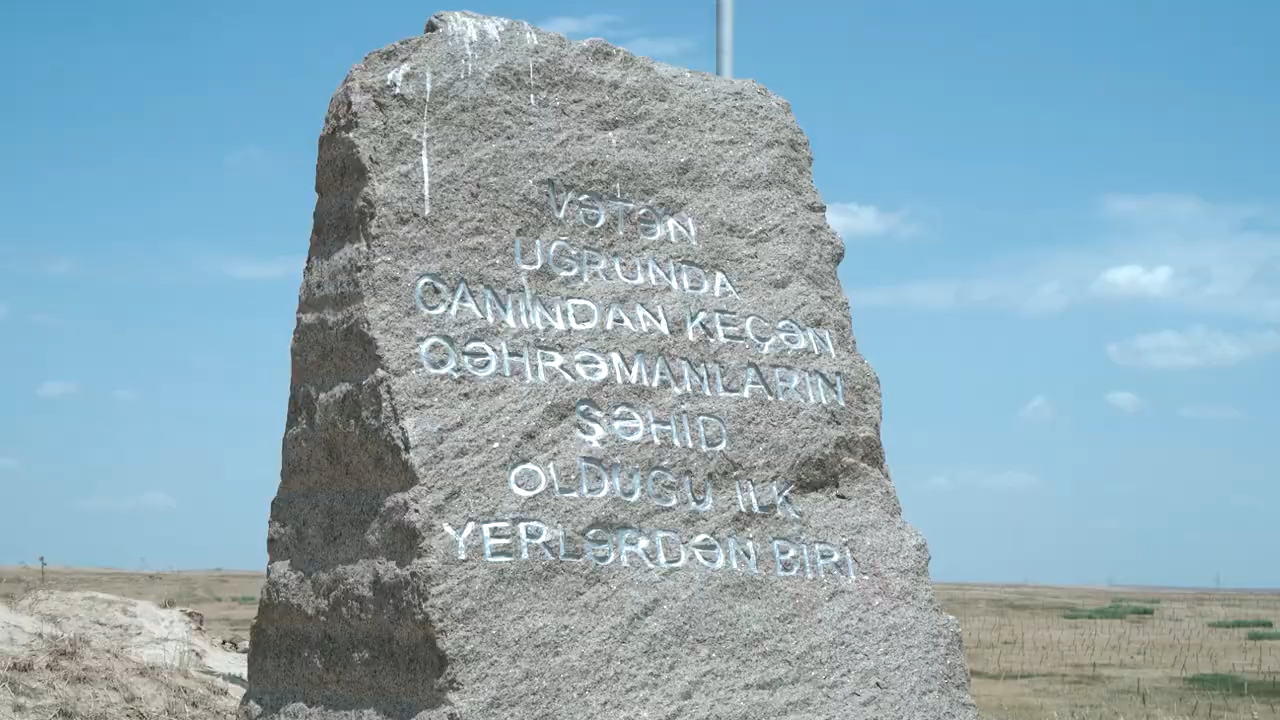 VƏTƏN
UĞRUNDA
CANINDAN KEÇƏN
QƏHRƏMANLARIN
ŞƏHİD
OLDUĞU İLK
YERLƏRDƏN BİRİ